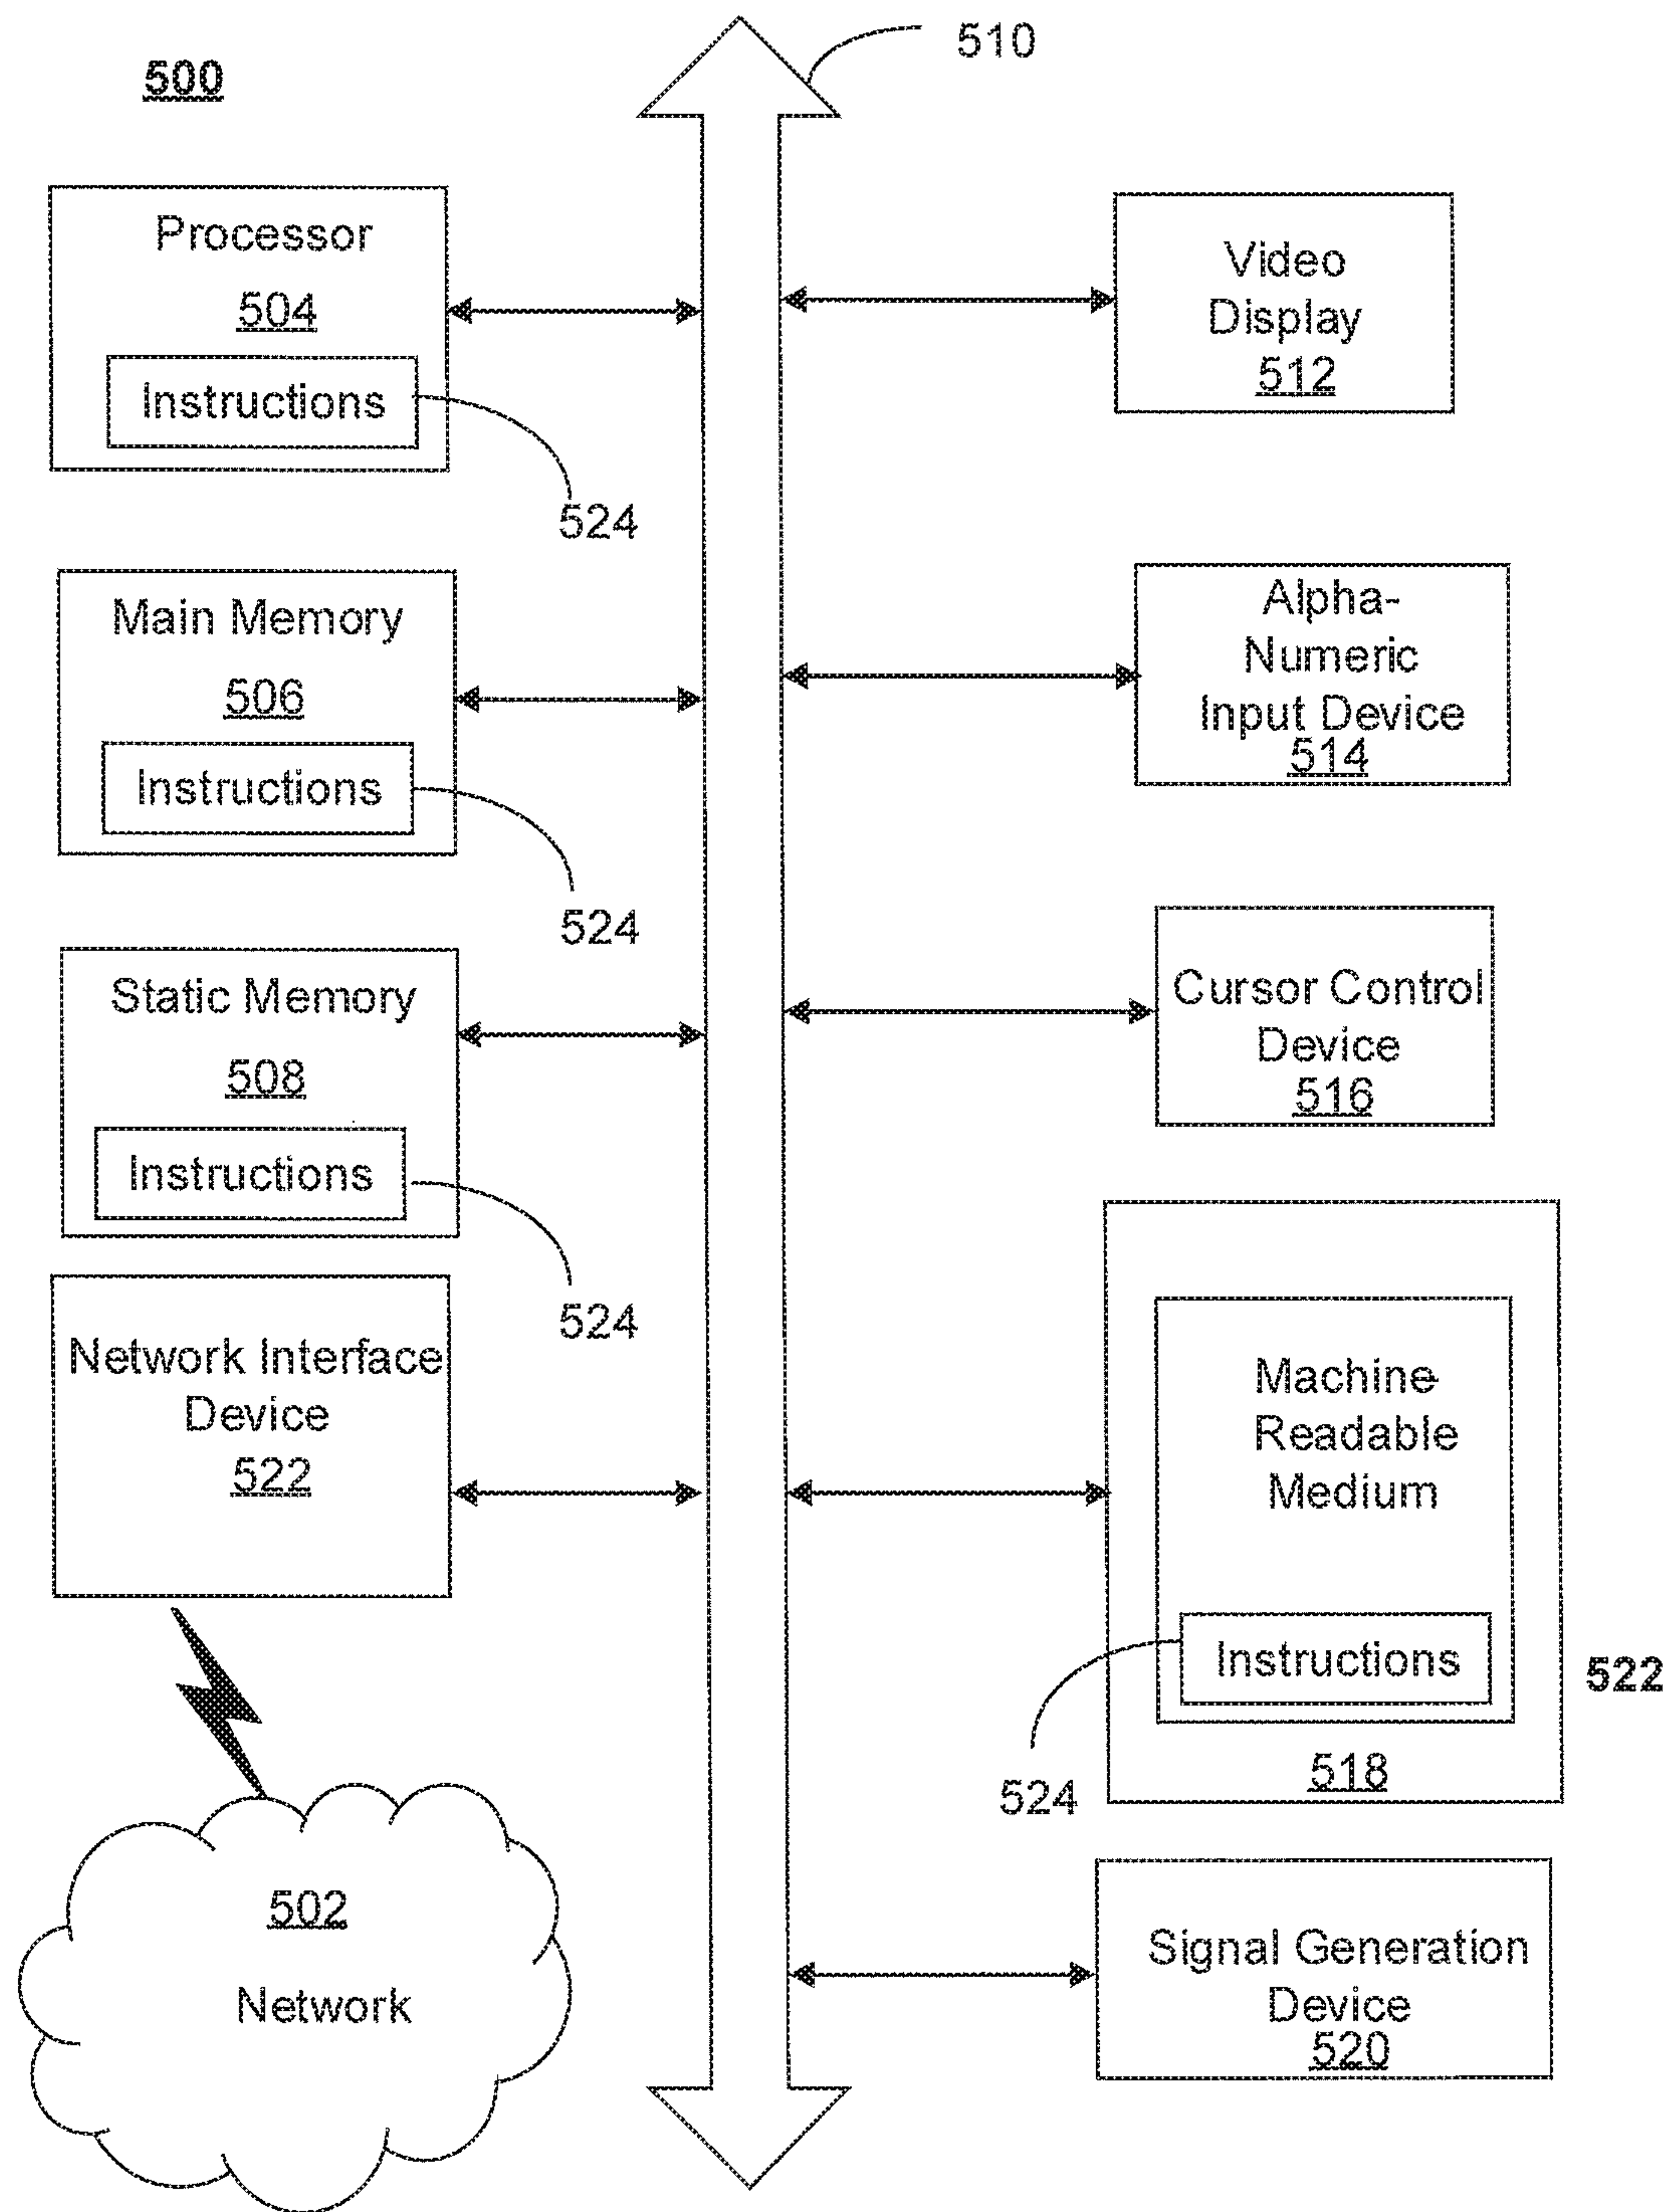 500
510
Processor
504
Instructions
524
Main Memory
506
Instructions
524
Static Memory
508
Instructions
524
Network Interface
Device
522
502
Network
Video
Display
512
Alpha-
Numeric
Input Device
514
Cursor Control
Device
516
Machine-
Readable
Medium
Instructions
522
524
518
Signal Generation
Device
520